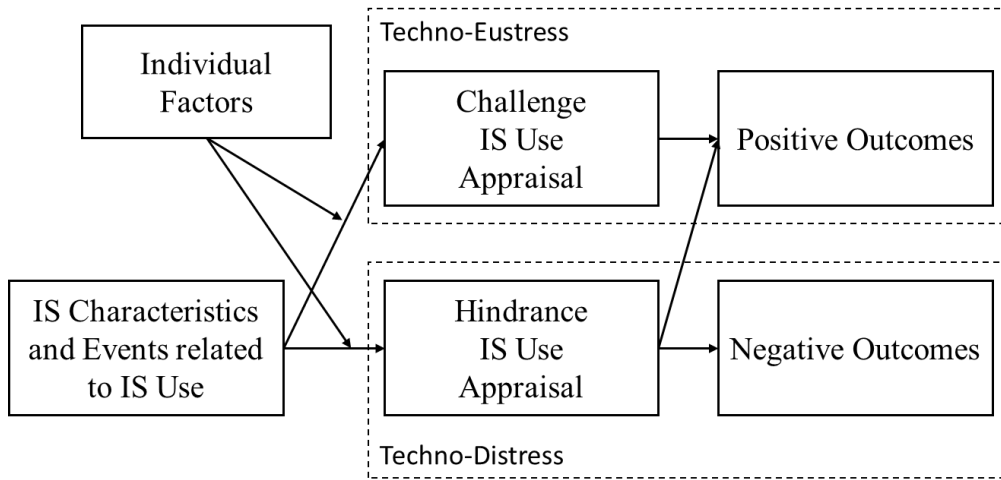 Techno-Eustress
Individual
Factors
Challenge
IS Use
Appraisal
Positive Outcomes
IS Characteristics
and Events related
to IS Use
Hindrance
IS Use
Appraisal
Negative Outcomes
Techno-Distress